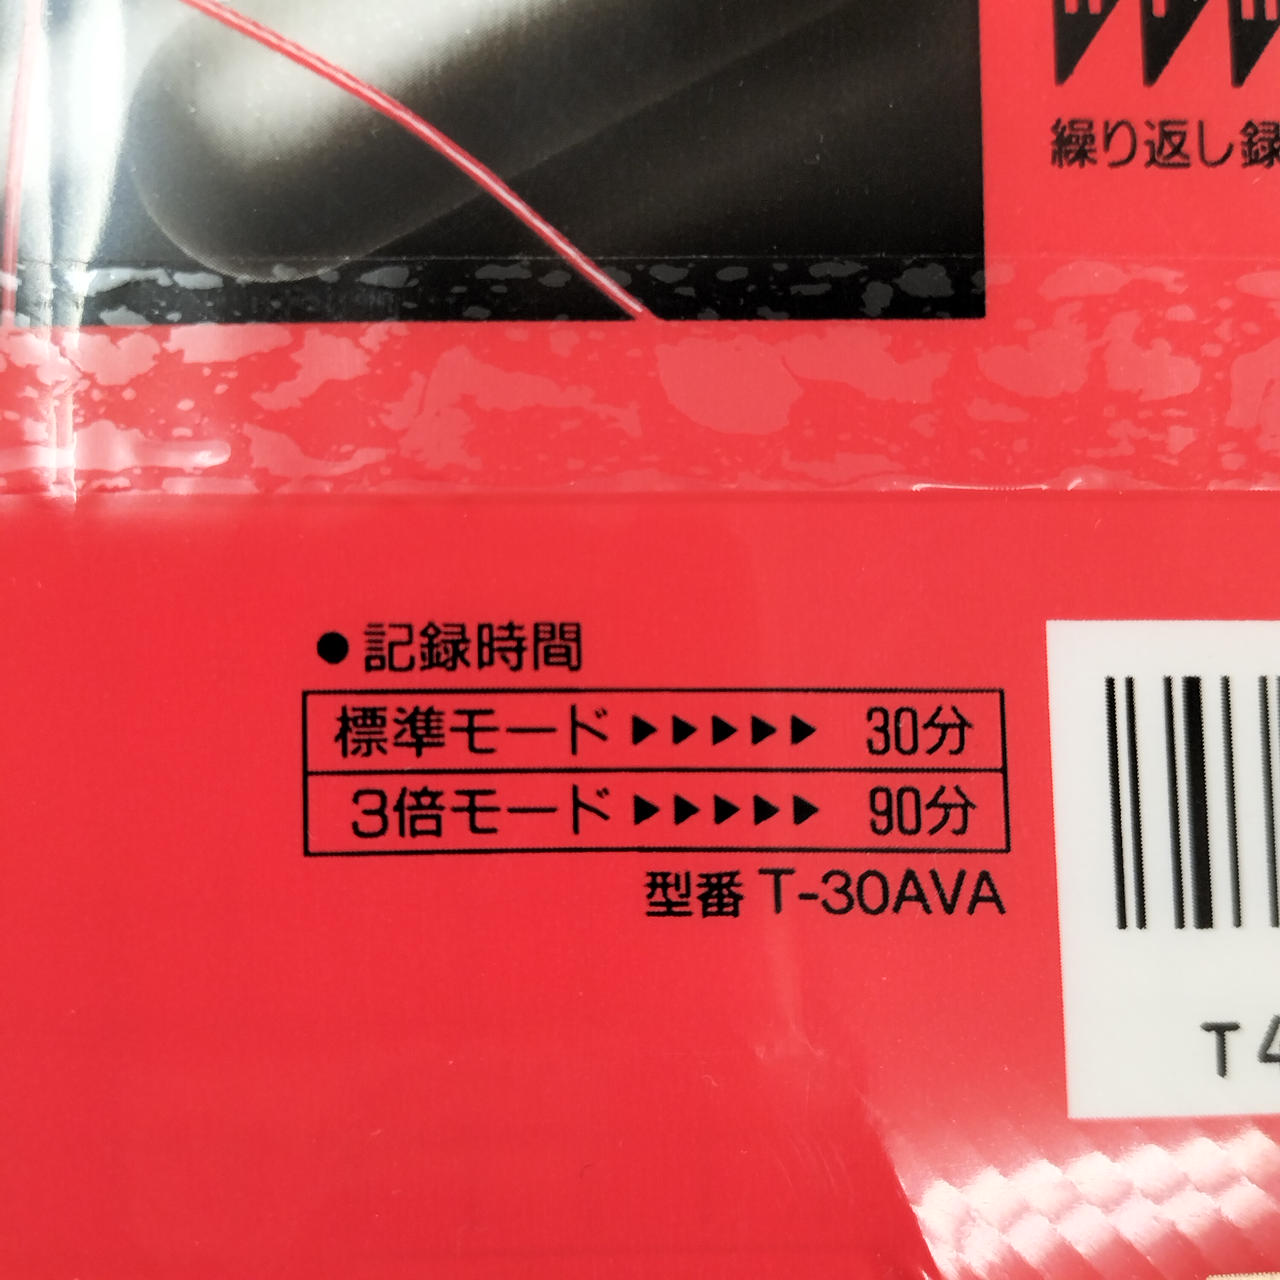 繰り返し録
●記録時間
標準モード ▶▶▶▶▶ 30分
3倍モード ▶▶▶▶▶ 90分
型番 T-30AVA
T 4